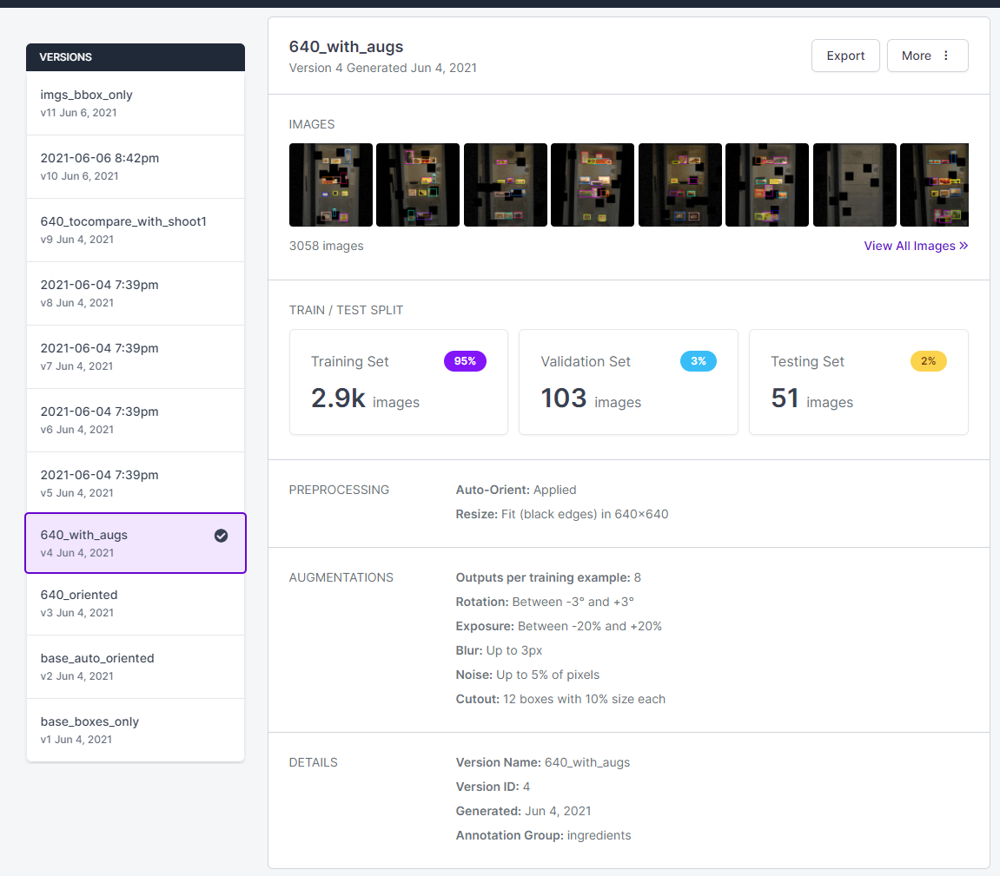 VERSIONS
imgs_bbox_only
v11 Jun 6, 2021
2021-06-06 8:42pm
v10 Jun 6, 2021
640_tocompare_with_shoot1
v9 Jun 4, 2021
2021-06-04 7:39pm
v8 Jun 4, 2021
2021-06-04 7:39pm
v7 Jun 4, 2021
2021-06-04 7:39pm
v6 Jun 4, 2021
2021-06-04 7:39pm
v5 Jun 4, 2021
640_with_augs
v4 Jun 4, 2021
640_oriented
v3 Jun 4, 2021
base_auto_oriented
v2 Jun 4, 2021
base_boxes_only
v1 Jun 4, 2021
640_with_augs
Version 4 Generated Jun 4, 2021
Export
More
IMAGES
3058 images
View All Images »
TRAIN / TEST SPLIT
Training Set 95%
2.9k images
Validation Set 3%
103 images
Testing Set 2%
51 images
PREPROCESSING
Auto-Orient: Applied
Resize: Fit (black edges) in 640×640
AUGMENTATIONS
Outputs per training example: 8
Rotation: Between -3° and +3°
Exposure: Between -20% and +20%
Blur: Up to 3px
Noise: Up to 5% of pixels
Cutout: 12 boxes with 10% size each
DETAILS
Version Name: 640_with_augs
Version ID: 4
Generated: Jun 4, 2021
Annotation Group: ingredients